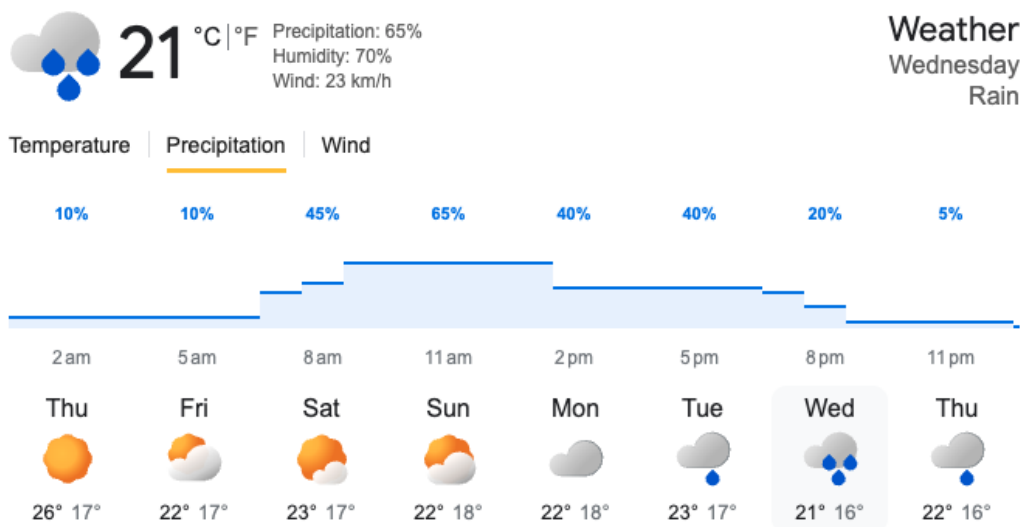 21 °C | °F
Precipitation: 65%
Humidity: 70%
Wind: 23 km/h
Weather
Wednesday
Rain
Temperature Precipitation Wind
10% 10% 45% 65% 40% 40% 20% 5%
2 am 5 am 8 am 11 am 2 pm 5 pm 8 pm 11 pm
Thu Fri Sat Sun Mon Tue Wed Thu
26° 17° 22° 17° 23° 17° 22° 18° 22° 18° 23° 17° 21° 16° 22° 16°